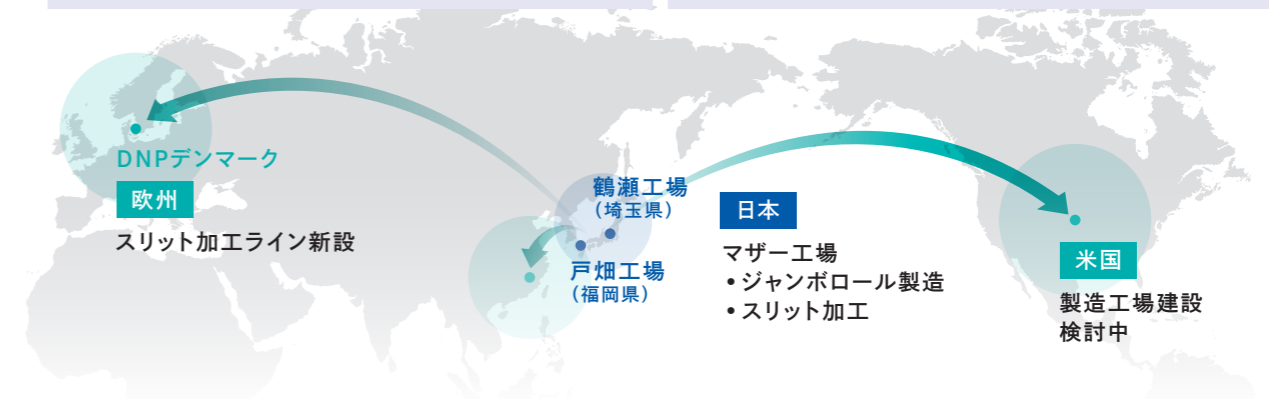 DNPデンマーク
欧州
スリット加工ライン新設
鶴瀬工場
(埼玉県)
戸畑工場
(福岡県)
日本
マザー工場
•ジャンボロール製造
•スリット加工
米国
製造工場建設
検討中